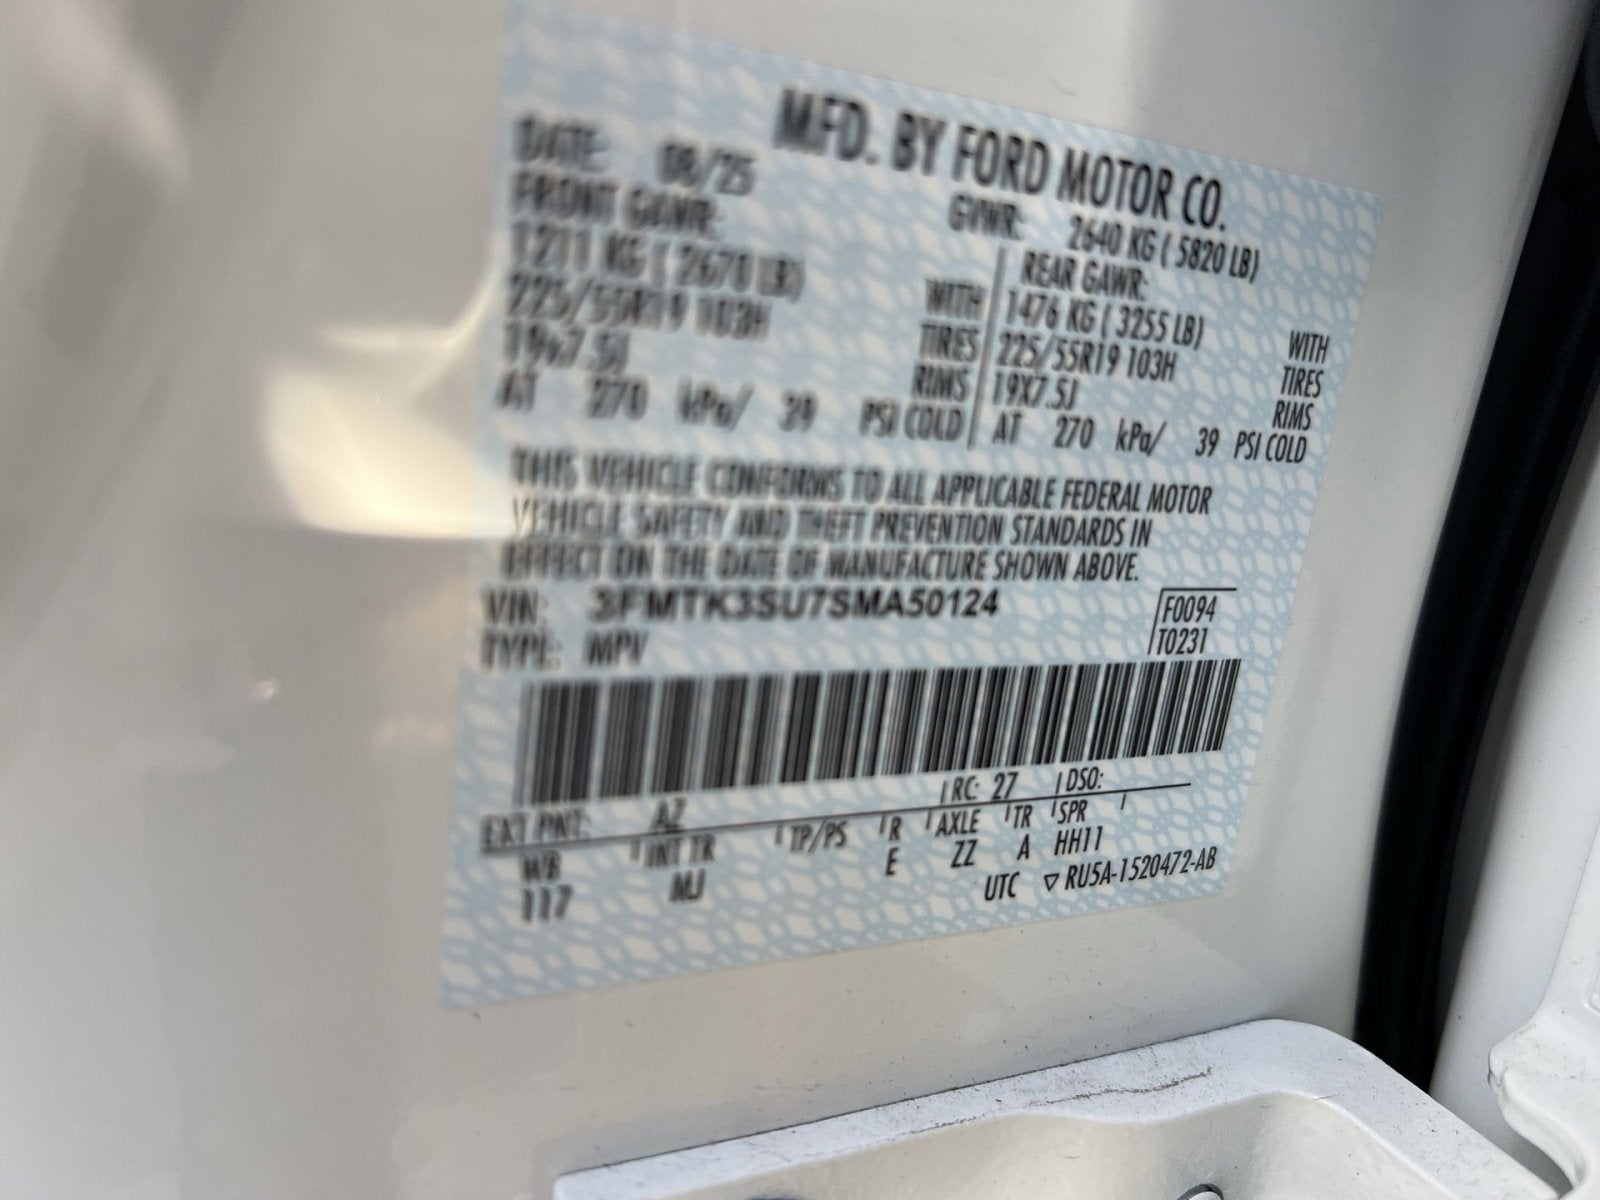 MFD. BY FORD MOTOR CO.
DATE: 08/25 GVWR: 2640 KG ( 5820 LB)
FRONT GAWR: REAR GAWR:
1211 KG ( 2670 LB) WITH 1476 KG ( 3255 LB) WITH
225/55R19 103H TIRES 225/55R19 103H TIRES
19x7.5J RIMS 19X7.5J RIMS
AT 270 kPa/ 39 PSI COLD AT 270 kPa/ 39 PSI COLD
THIS VEHICLE CONFORMS TO ALL APPLICABLE FEDERAL MOTOR
VEHICLE SAFETY AND THEFT PREVENTION STANDARDS IN
EFFECT ON THE DATE OF MANUFACTURE SHOWN ABOVE.
VIN: 3FMTK3SU7SMA50124 F0094
TYPE: MPV T0231
EXT PNT: AZ RC: 27 DSO:
WB INT TR TP/PS R AXLE TR SPR
117 MJ E ZZ A HH11
UTC ▽ RU5A-1520472-AB